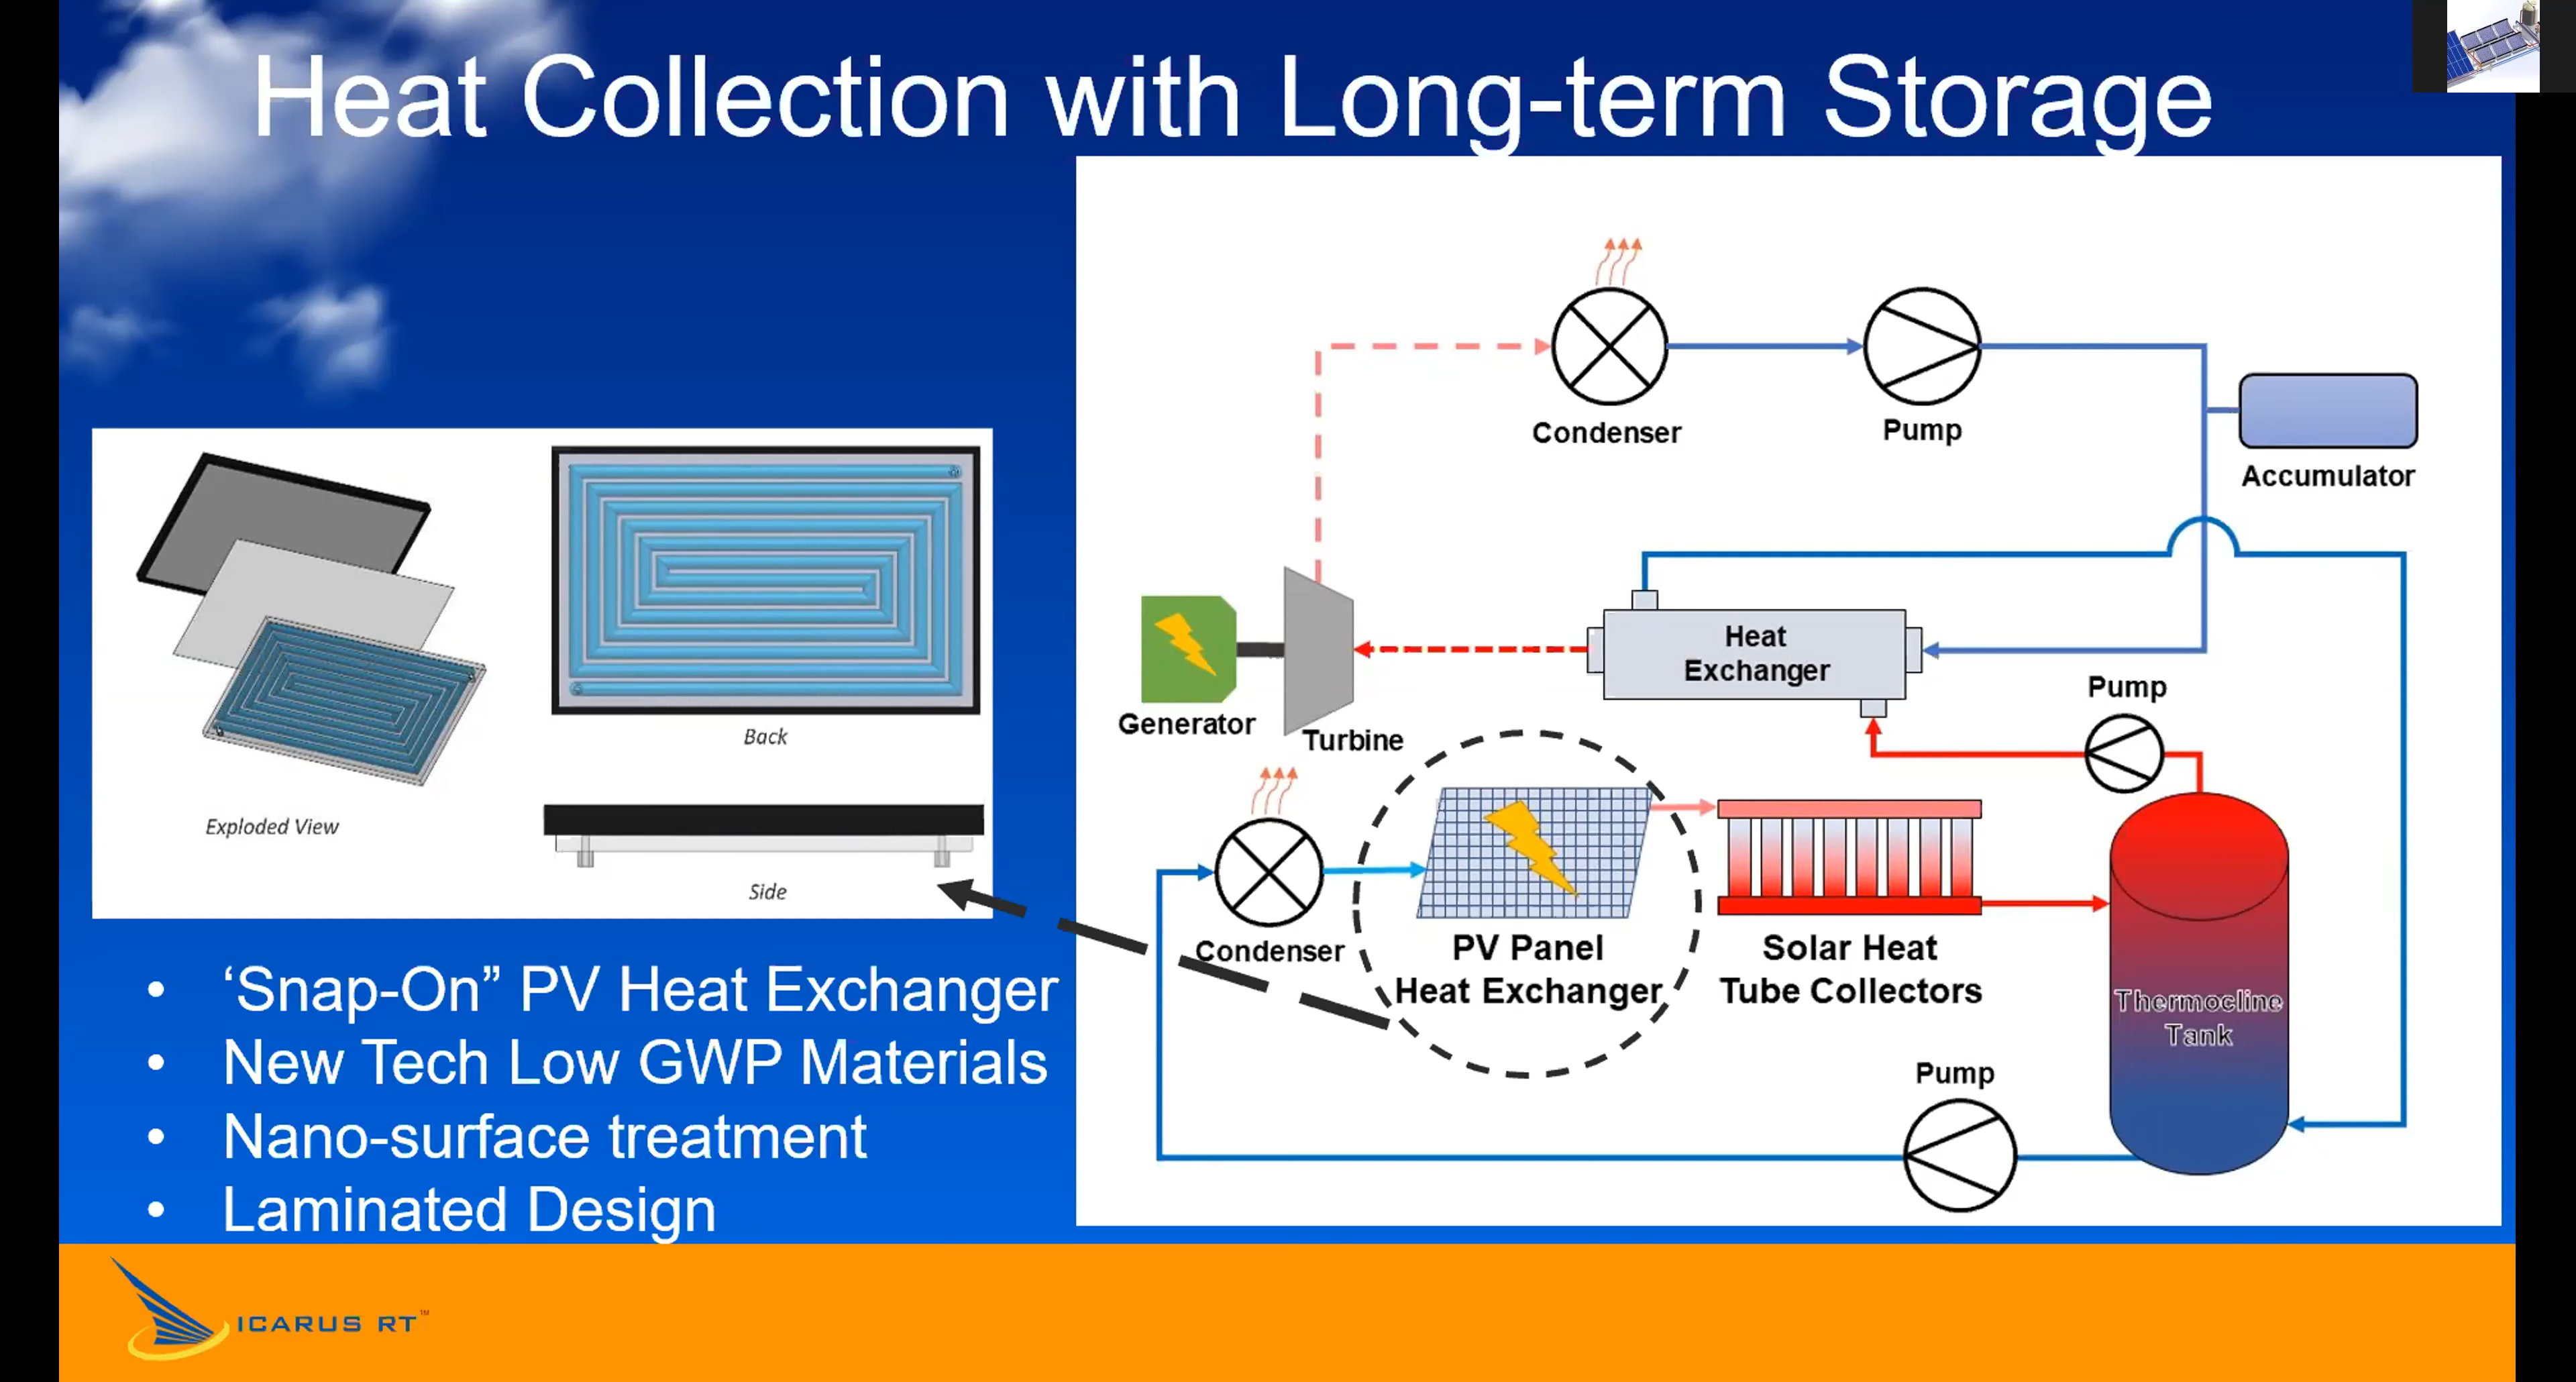 Heat Collection with Long-term Storage
Exploded View
Back
Side
‘Snap-On” PV Heat Exchanger
New Tech Low GWP Materials
Nano-surface treatment
Laminated Design
Condenser
Pump
Accumulator
Heat
Exchanger
Generator
Turbine
Pump
Condenser
PV Panel
Heat Exchanger
Solar Heat
Tube Collectors
Thermocline
Tank
Pump
ICARUS RT™